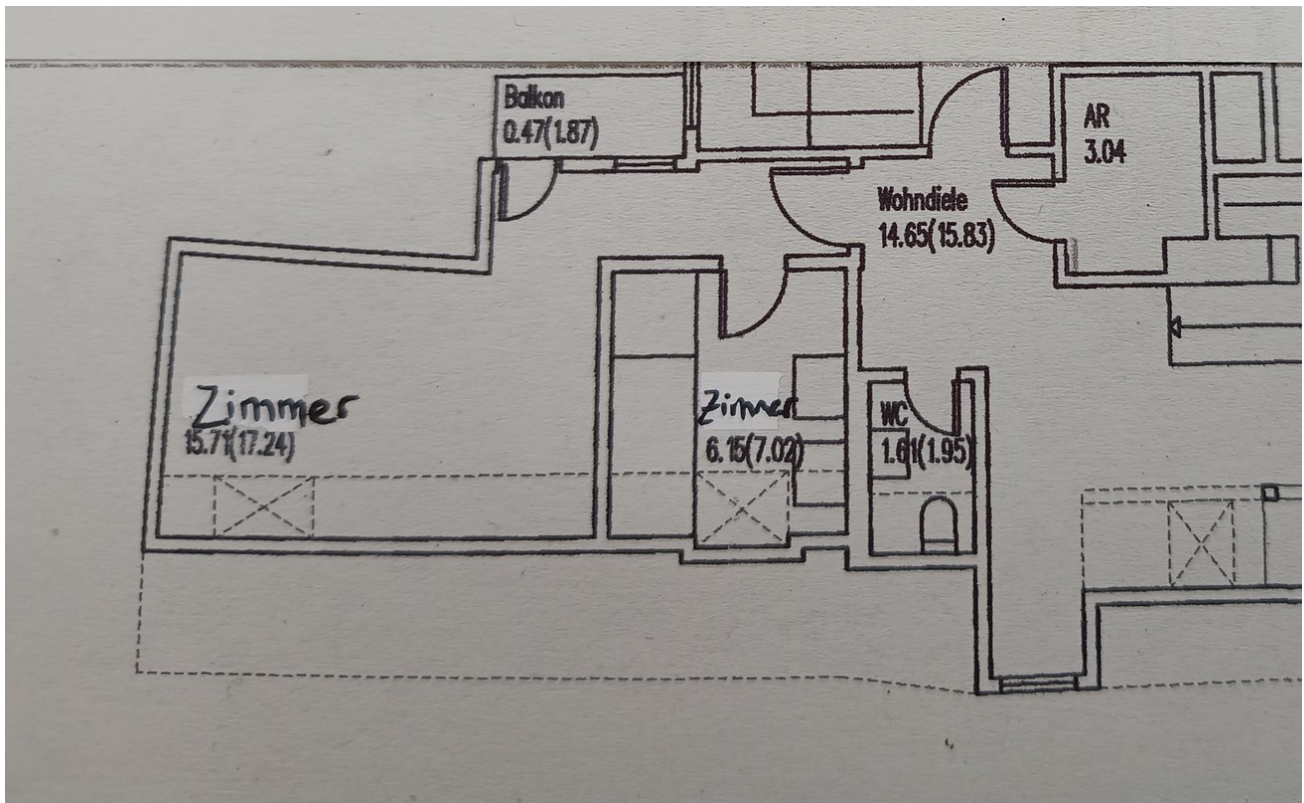 Balkon
0.47(1.87)
AR
3.04
Wohndiele
14.65(15.83)
Zimmer
15.71(17.24)
Zimmer
6.15(7.02)
WC
1.61(1.95)